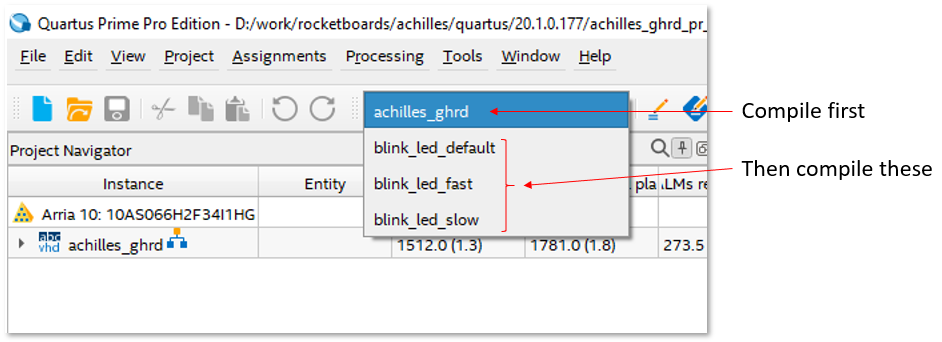 Quartus Prime Pro Edition - D:/work/rocketboards/achilles/quartus/20.1.0.177/achilles_ghrd_pr_
File Edit View Project Assignments Processing Tools Window Help
achilles_ghrd
Compile first
Project Navigator
blink_led_default
Then compile these
Instance Entity pla ALMs re
blink_led_fast
Arria 10: 10AS066H2F34I1HG
blink_led_slow
abc
vhd
achilles_ghrd 1512.0 (1.3) 1781.0 (1.8) 273.5